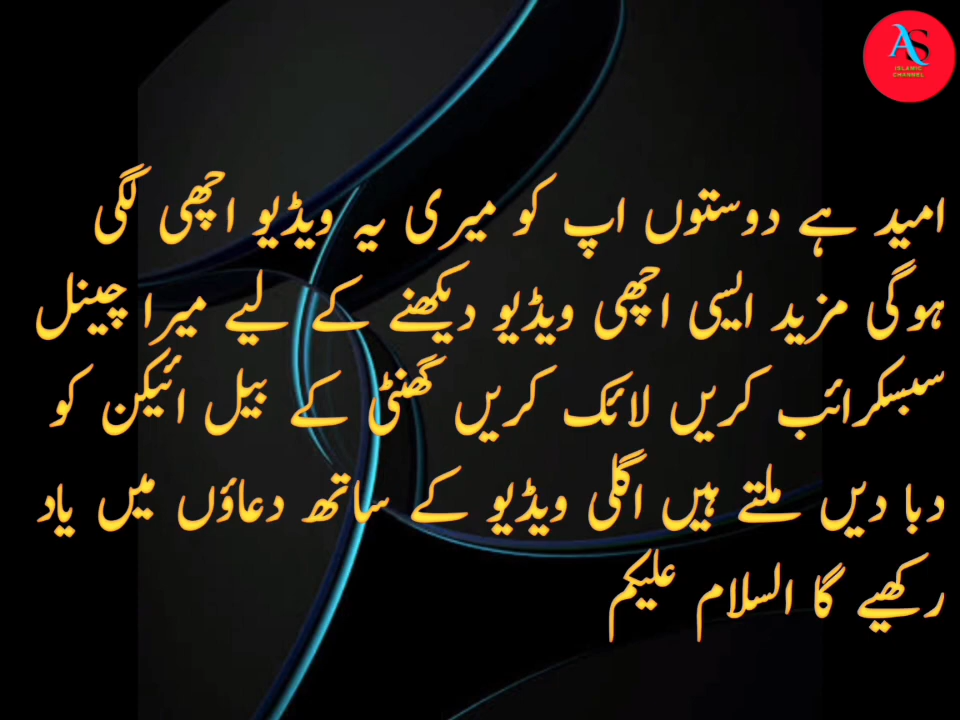 AS
ISLAMIC
CHANNEL
امید ہے دوستوں اپ کو میری یہ ویڈیو اچھی لگی
ہوگی مزید ایسی اچھی ویڈیو دیکھنے کے لیے میرا چینل
سبسکرائب کریں لائک کریں گھنٹی کے بیل ائیکن کو
دبا دیں ملتے ہیں اگلی ویڈیو کے ساتھ دعاؤں میں یاد
رکھیے گا السلام علیکم